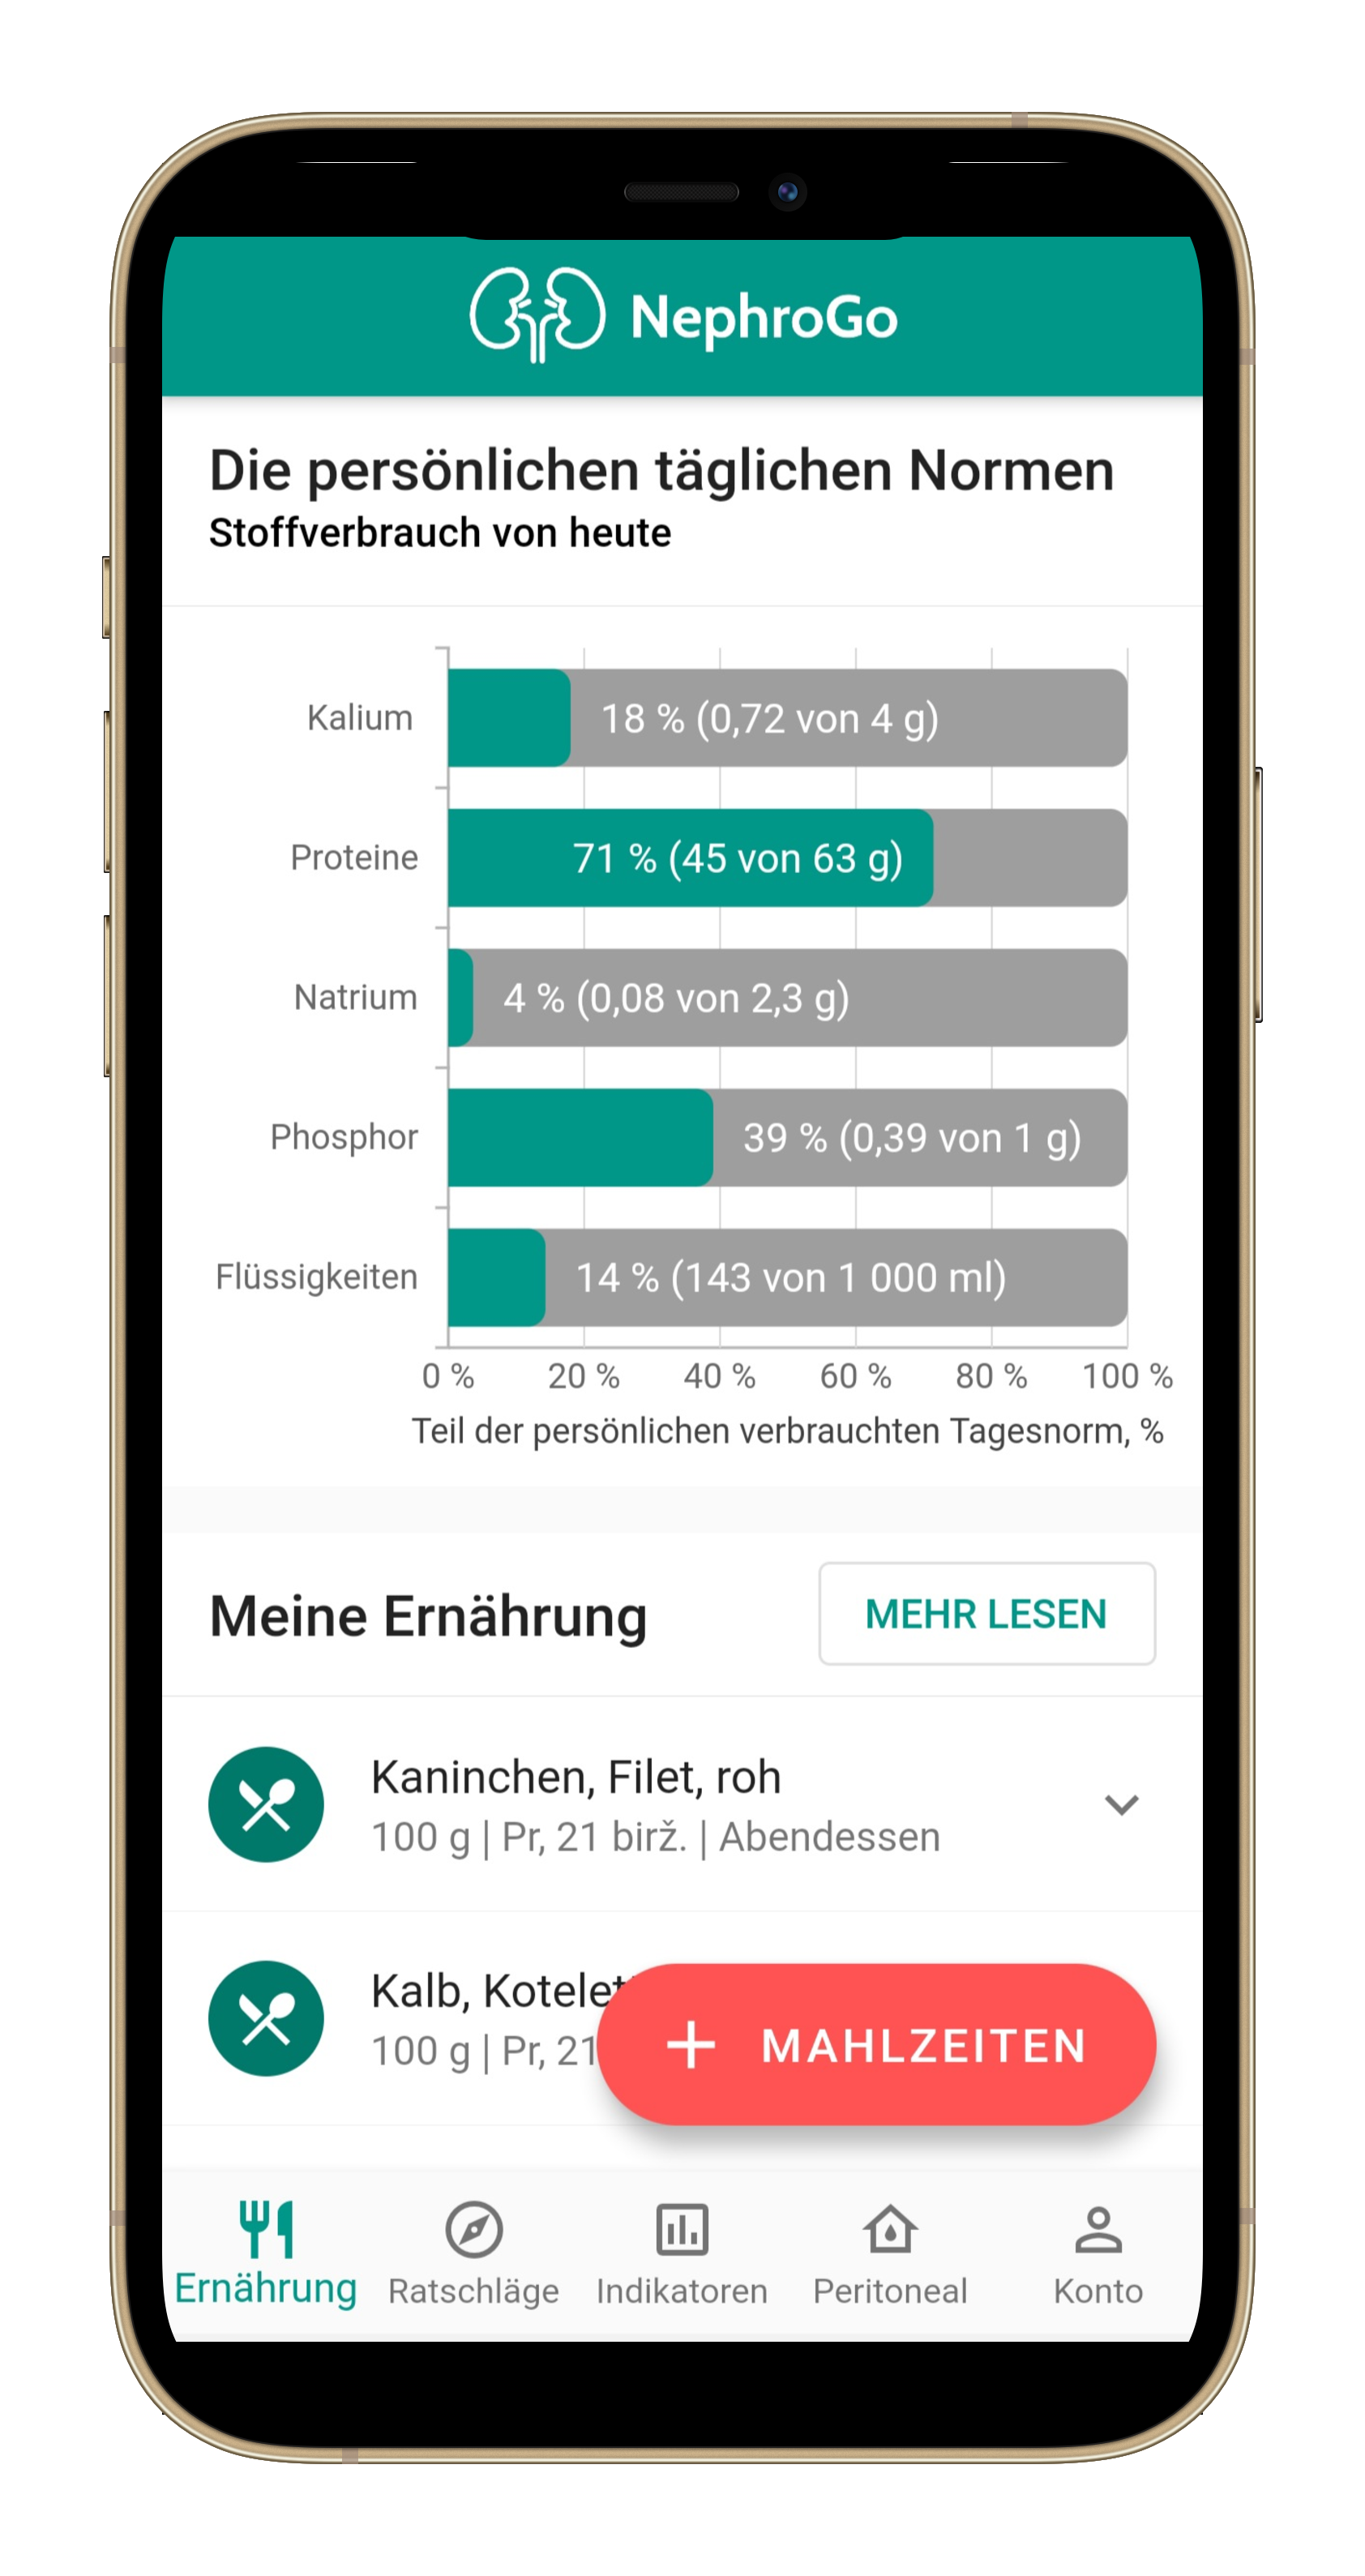 NephroGo
Die persönlichen täglichen Normen
Stoffverbrauch von heute
Kalium 18 % (0,72 von 4 g)
Proteine 71 % (45 von 63 g)
Natrium 4 % (0,08 von 2,3 g)
Phosphor 39 % (0,39 von 1 g)
Flüssigkeiten 14 % (143 von 1 000 ml)
0 % 20 % 40 % 60 % 80 % 100 %
Teil der persönlichen verbrauchten Tagesnorm, %
Meine Ernährung MEHR LESEN
Kaninchen, Filet, roh
100 g | Pr, 21 birž. | Abendessen
Kalb,
100 g | Pr, 21
+ MAHLZEITEN
Ernährung Ratschläge Indikatoren Peritoneal Konto